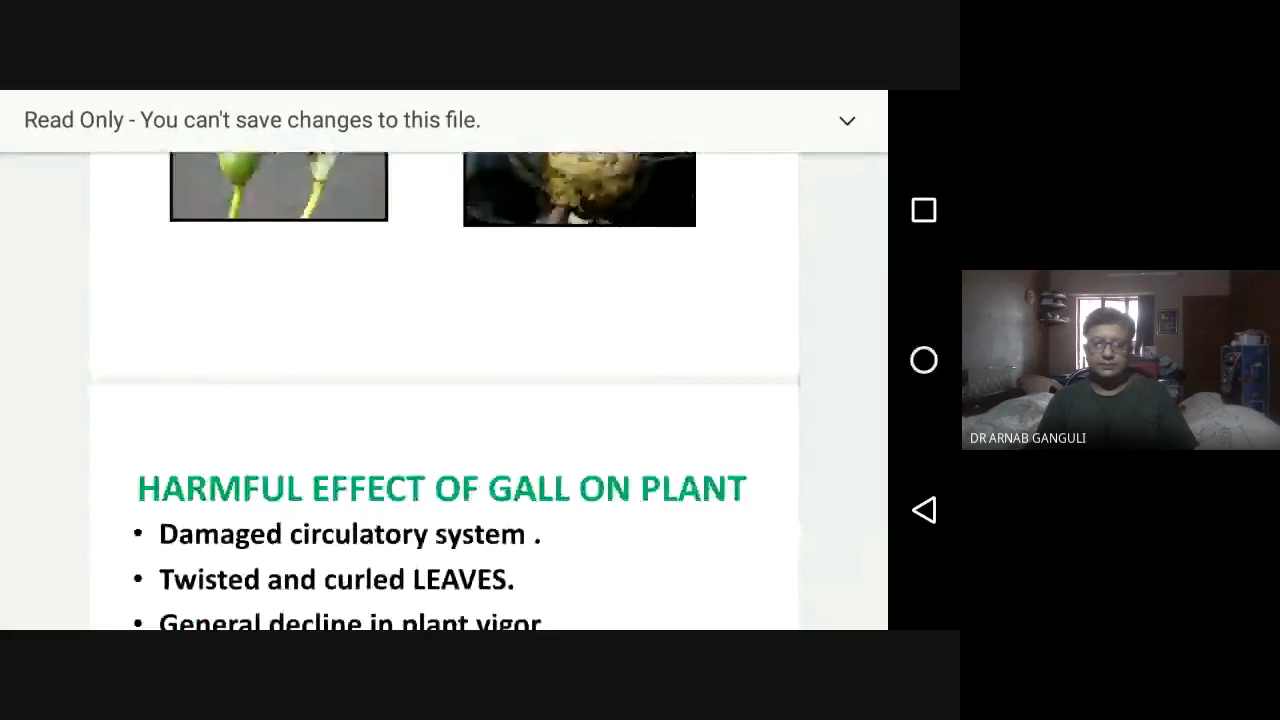 Read Only - You can't save changes to this file.
HARMFUL EFFECT OF GALL ON PLANT
• Damaged circulatory system .
• Twisted and curled LEAVES.
• General decline in plant vigor
DR ARNAB GANGULI